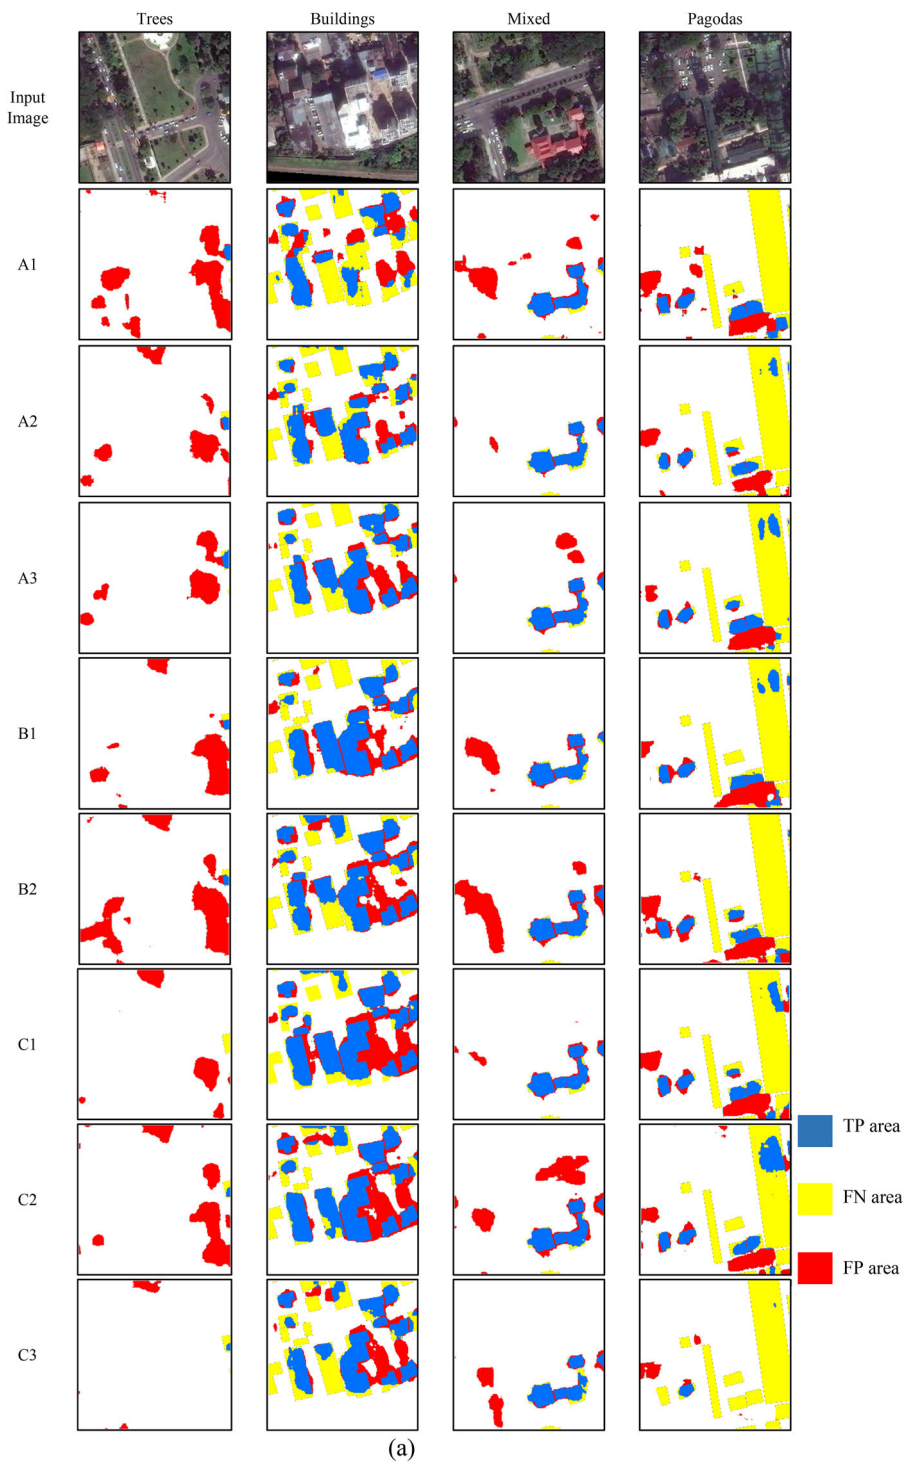 Trees Buildings Mixed Pagodas
Input
Image
A1
A2
A3
B1
B2
C1
TP area
C2
FN area
FP area
C3
(a)